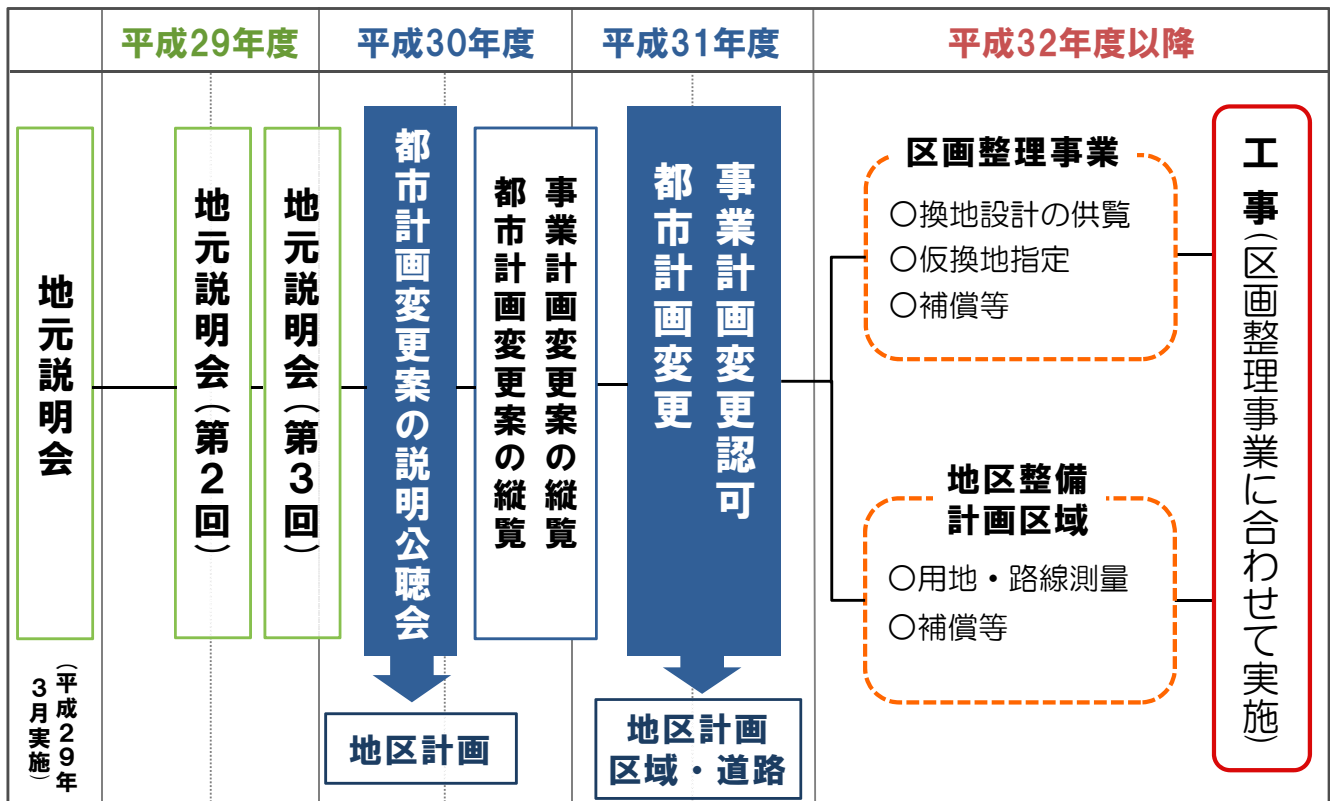 平成29年度
平成30年度
平成31年度
平成32年度以降
地元説明会
(平成29年
3月実施)
地元説明会(第2回)
地元説明会(第3回)
都市計画変更案の説明公聴会
地区計画
事業計画変更案の縦覧
都市計画変更案の縦覧
事業計画変更認可
都市計画変更
地区計画
区域・道路
区画整理事業
○換地設計の供覧
○仮換地指定
○補償等
地区整備
計画区域
○用地・路線測量
○補償等
工事(区画整理事業に合わせて実施)